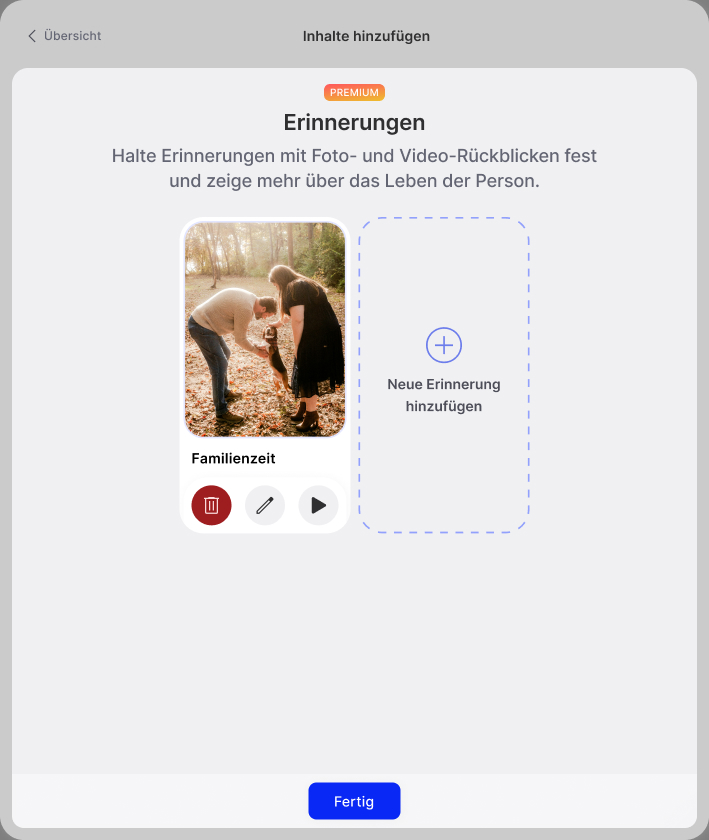 Übersicht
Inhalte hinzufügen
PREMIUM
Erinnerungen
Halte Erinnerungen mit Foto- und Video-Rückblicken fest
und zeige mehr über das Leben der Person.
Familienzeit
Neue Erinnerung
hinzufügen
Fertig